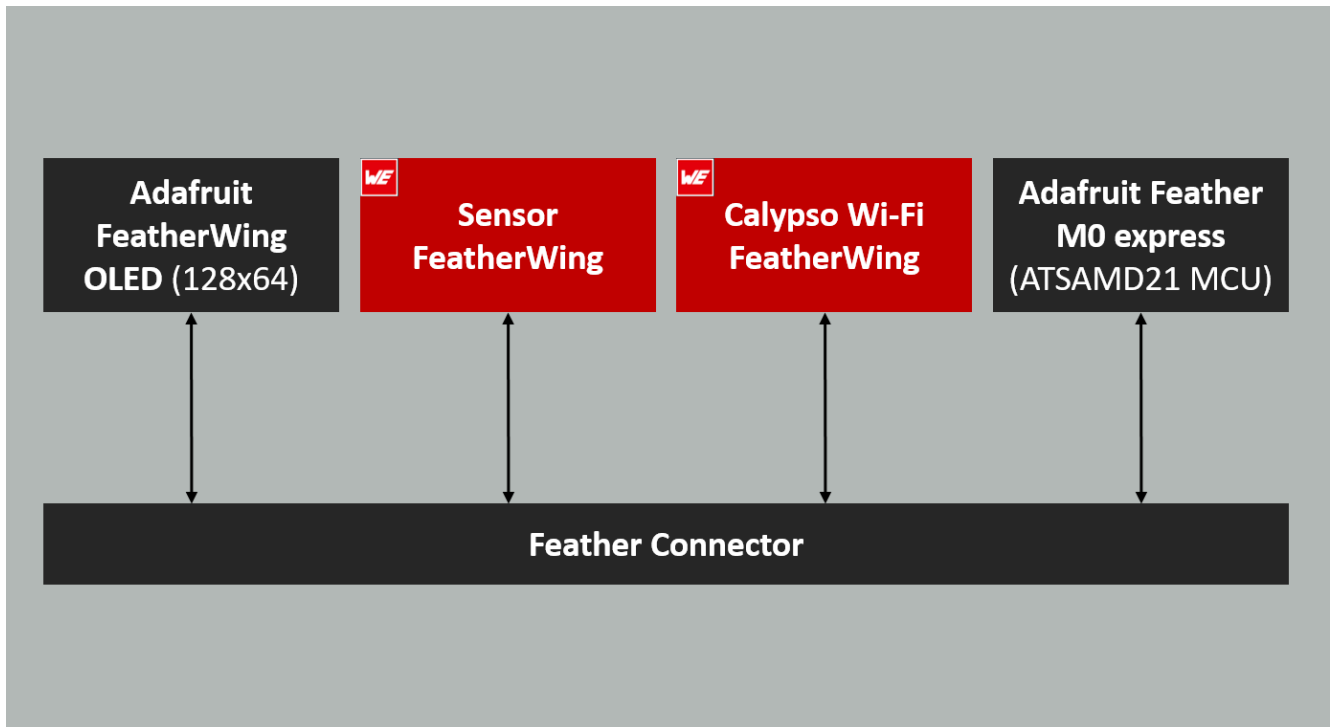 Adafruit
FeatherWing
OLED (128x64)
WE
Sensor
FeatherWing
WE
Calypso Wi-Fi
FeatherWing
Adafruit Feather
M0 express
(ATSAMD21 MCU)
Feather Connector